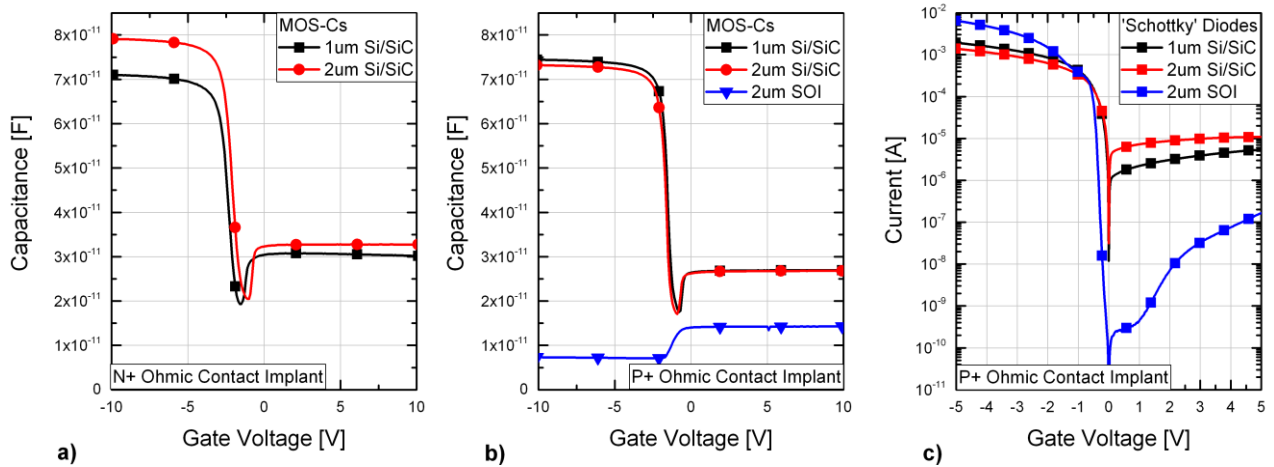 MOS-Cs
1um Si/SiC
2um Si/SiC
8x10⁻¹¹
7x10⁻¹¹
6x10⁻¹¹
5x10⁻¹¹
4x10⁻¹¹
3x10⁻¹¹
2x10⁻¹¹
1x10⁻¹¹
0
Capacitance [F]
N+ Ohmic Contact Implant
-10 -5 0 5 10
Gate Voltage [V]
a)
MOS-Cs
1um Si/SiC
2um Si/SiC
2um SOI
8x10⁻¹¹
7x10⁻¹¹
6x10⁻¹¹
5x10⁻¹¹
4x10⁻¹¹
3x10⁻¹¹
2x10⁻¹¹
1x10⁻¹¹
0
Capacitance [F]
P+ Ohmic Contact Implant
-10 -5 0 5 10
Gate Voltage [V]
b)
'Schottky' Diodes
1um Si/SiC
2um Si/SiC
2um SOI
10⁻²
10⁻³
10⁻⁴
10⁻⁵
10⁻⁶
10⁻⁷
10⁻⁸
10⁻⁹
10⁻¹⁰
10⁻¹¹
Current [A]
P+ Ohmic Contact Implant
-5 -4 -3 -2 -1 0 1 2 3 4 5
Gate Voltage [V]
c)